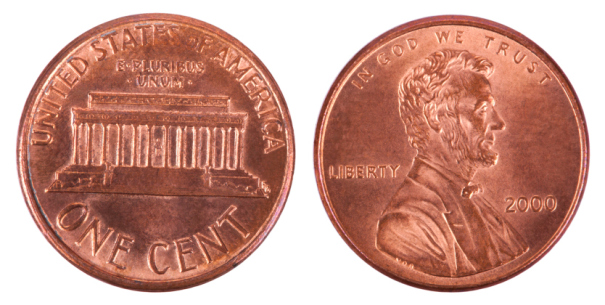 UNITED STATES OF AMERICA
E·PLURIBUS
·UNUM·
ONE CENT
IN GOD WE TRUST
LIBERTY
2000